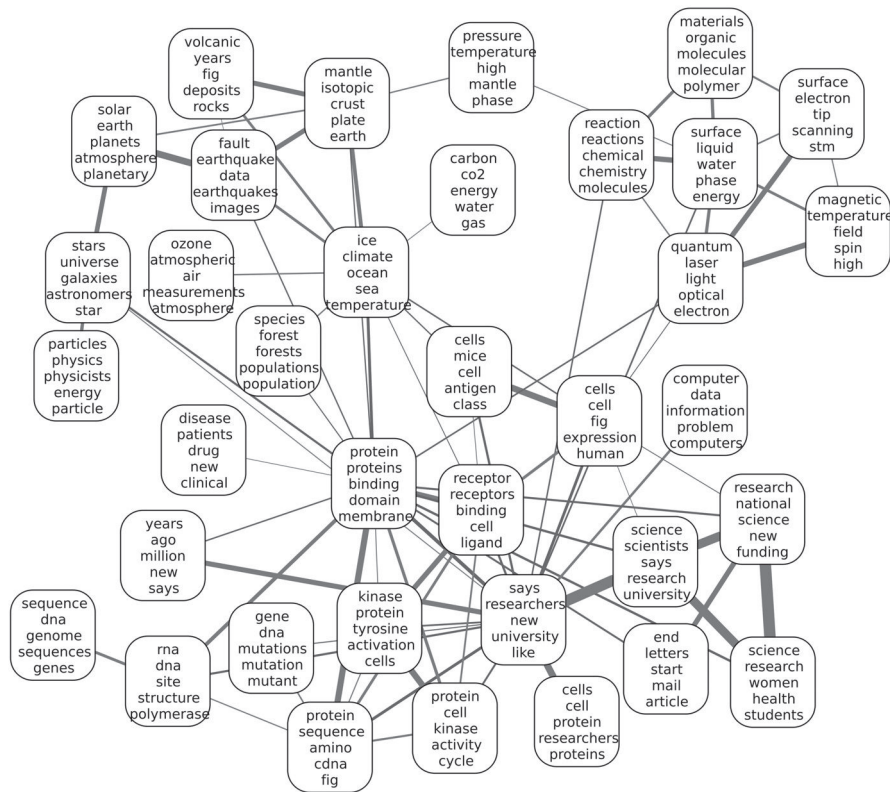 volcanic
years
fig
deposits
rocks
mantle
isotopic
crust
plate
earth
pressure
temperature
high
mantle
phase
materials
organic
molecules
molecular
polymer
surface
electron
tip
scanning
stm
solar
earth
planets
atmosphere
planetary
fault
earthquake
data
earthquakes
images
carbon
co2
energy
water
gas
reaction
reactions
chemical
chemistry
molecules
surface
liquid
water
phase
energy
magnetic
temperature
field
spin
high
stars
universe
galaxies
astronomers
star
ozone
atmospheric
air
measurements
atmosphere
ice
climate
ocean
sea
temperature
quantum
laser
light
optical
electron
particles
physics
physicists
energy
particle
species
forest
forests
populations
population
cells
mice
cell
antigen
class
cells
cell
fig
expression
human
computer
data
information
problem
computers
disease
patients
drug
new
clinical
protein
proteins
binding
domain
membrane
receptor
receptors
binding
cell
ligand
research
national
science
new
funding
years
ago
million
new
says
science
scientists
says
research
university
sequence
dna
genome
sequences
genes
rna
dna
site
structure
polymerase
gene
dna
mutations
mutation
mutant
kinase
protein
tyrosine
activation
cells
says
researchers
new
university
like
end
letters
start
mail
article
science
research
women
health
students
protein
sequence
amino
cdna
fig
protein
cell
kinase
activity
cycle
cells
cell
protein
researchers
proteins